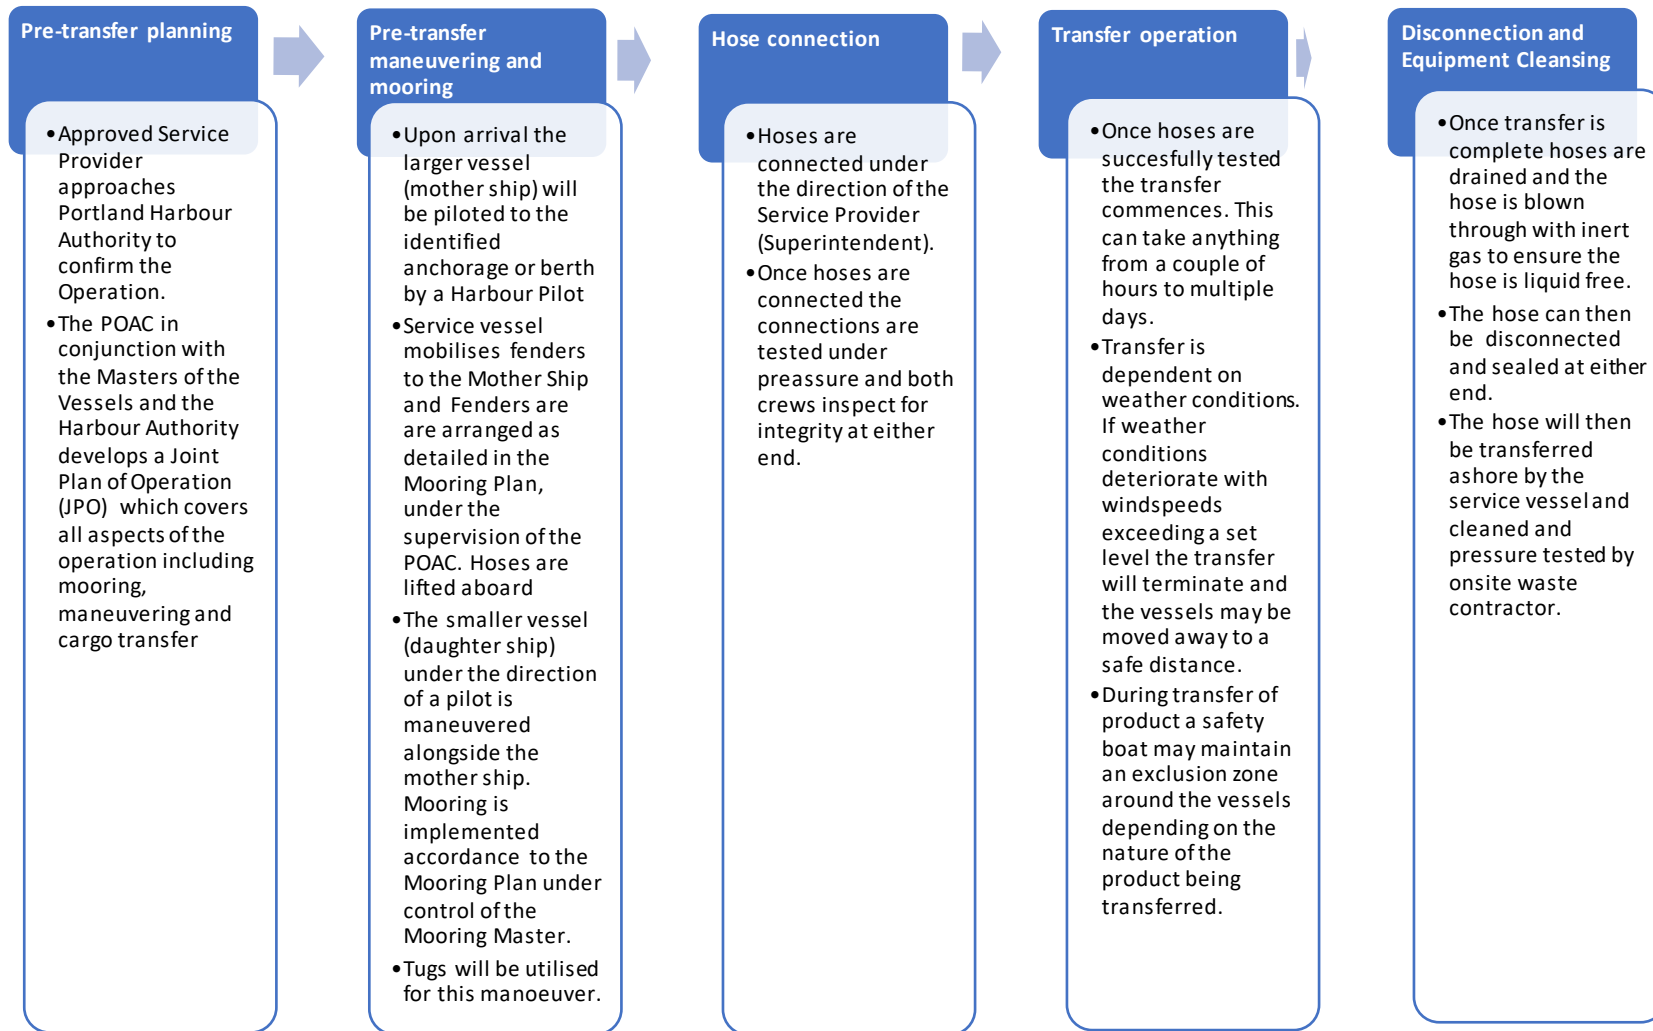 Pre-transfer planning
•Approved Service
Provider
approaches
Portland Harbour
Authority to
confirm the
Operation.
•The POAC in
conjunction with
the Masters of the
Vessels and the
Harbour Authority
develops a Joint
Plan of Operation
(JPO) which covers
all aspects of the
operation including
mooring,
maneuvering and
cargo transfer
Pre-transfer
maneuvering and
mooring
•Upon arrival the
larger vessel
(mother ship) will
be piloted to the
identified
anchorage or berth
by a Harbour Pilot
•Service vessel
mobilises fenders
to the Mother Ship
and Fenders are
are arranged as
detailed in the
Mooring Plan,
under the
supervision of the
POAC. Hoses are
lifted aboard
•The smaller vessel
(daughter ship)
under the direction
of a pilot is
maneuvered
alongside the
mother ship.
Mooring is
implemented
accordance to the
Mooring Plan under
control of the
Mooring Master.
•Tugs will be utilised
for this manoeuver.
Hose connection
•Hoses are
connected under
the direction of the
Service Provider
(Superintendent).
•Once hoses are
connected the
connections are
tested under
preassure and both
crews inspect for
integrity at either
end.
Transfer operation
•Once hoses are
succesfully tested
the transfer
commences. This
can take anything
from a couple of
hours to multiple
days.
•Transfer is
dependent on
weather conditions.
If weather
conditions
deteriorate with
windspeeds
exceeding a set
level the transfer
will terminate and
the vessels may be
moved away to a
safe distance.
•During transfer of
product a safety
boat may maintain
an exclusion zone
around the vessels
depending on the
nature of the
product being
transferred.
Disconnection and
Equipment Cleansing
•Once transfer is
complete hoses are
drained and the
hose is blown
through with inert
gas to ensure the
hose is liquid free.
•The hose can then
be disconnected
and sealed at either
end.
•The hose will then
be transferred
ashore by the
service vessel and
cleaned and
pressure tested by
onsite waste
contractor.